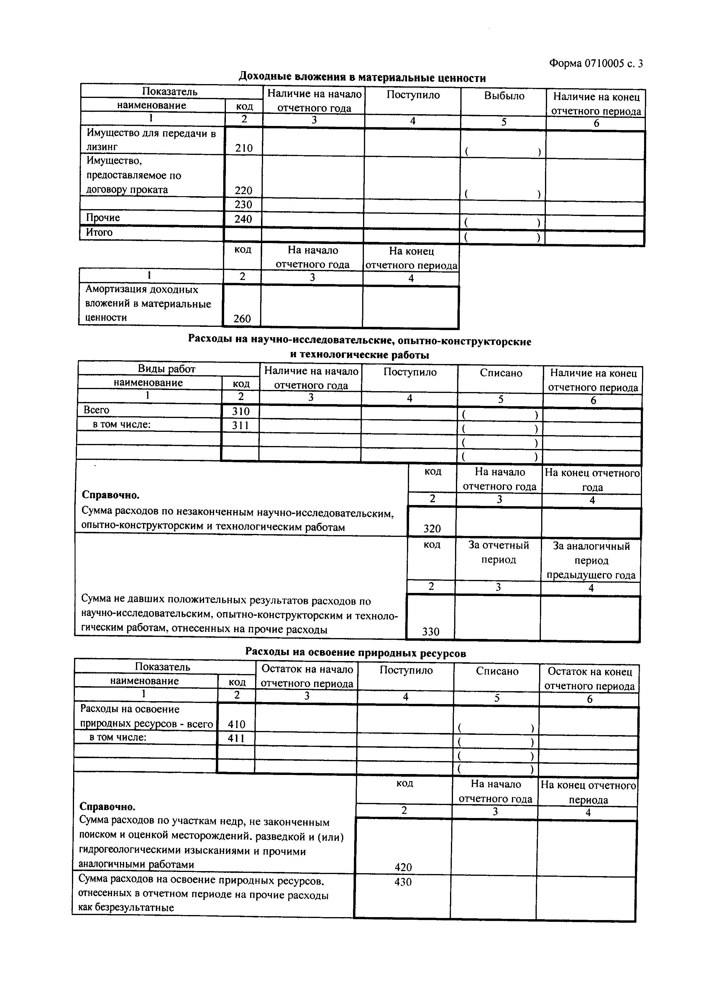 Форма 0710005 с. 3
Доходные вложения в материальные ценности
Показатель
Наличие на начало
Поступило
Выбыло
Наличие на конец
наименование
код
отчетного года
отчетного периода
1
2
3
4
5
6
Имущество для передачи в
лизинг
210
( )
Имущество,
предоставляемое по
договору проката
220
( )
230
Прочие
240
( )
Итого
( )
код
На начало
На конец
отчетного года
отчетного периода
1
2
3
4
Амортизация доходных
вложений в материальные
ценности
260
Расходы на научно-исследовательские, опытно-конструкторские
и технологические работы
Виды работ
Наличие на начало
Поступило
Списано
Наличие на конец
наименование
код
отчетного года
отчетного периода
1
2
3
4
5
6
Всего
310
( )
в том числе:
311
( )
( )
( )
код
На начало
На конец отчетного
отчетного года
года
Справочно.
2
3
4
Сумма расходов по незаконченным научно-исследовательским,
опытно-конструкторским и технологическим работам
320
код
За отчетный
За аналогичный
период
период
предыдущего года
2
3
4
Сумма не давших положительных результатов расходов по
научно-исследовательским, опытно-конструкторским и техноло-
гическим работам, отнесенных на прочие расходы
330
Расходы на освоение природных ресурсов
Показатель
Остаток на начало
Поступило
Списано
Остаток на конец
наименование
код
отчетного периода
отчетного периода
1
2
3
4
5
6
Расходы на освоение
природных ресурсов - всего
410
( )
в том числе:
411
( )
( )
( )
код
На начало
На конец отчетного
отчетного года
периода
Справочно.
2
3
4
Сумма расходов по участкам недр, не законченным
поиском и оценкой месторождений, разведкой и (или)
гидрогеологическими изысканиями и прочими
аналогичными работами
420
Сумма расходов на освоение природных ресурсов,
430
отнесенных в отчетном периоде на прочие расходы
как безрезультатные